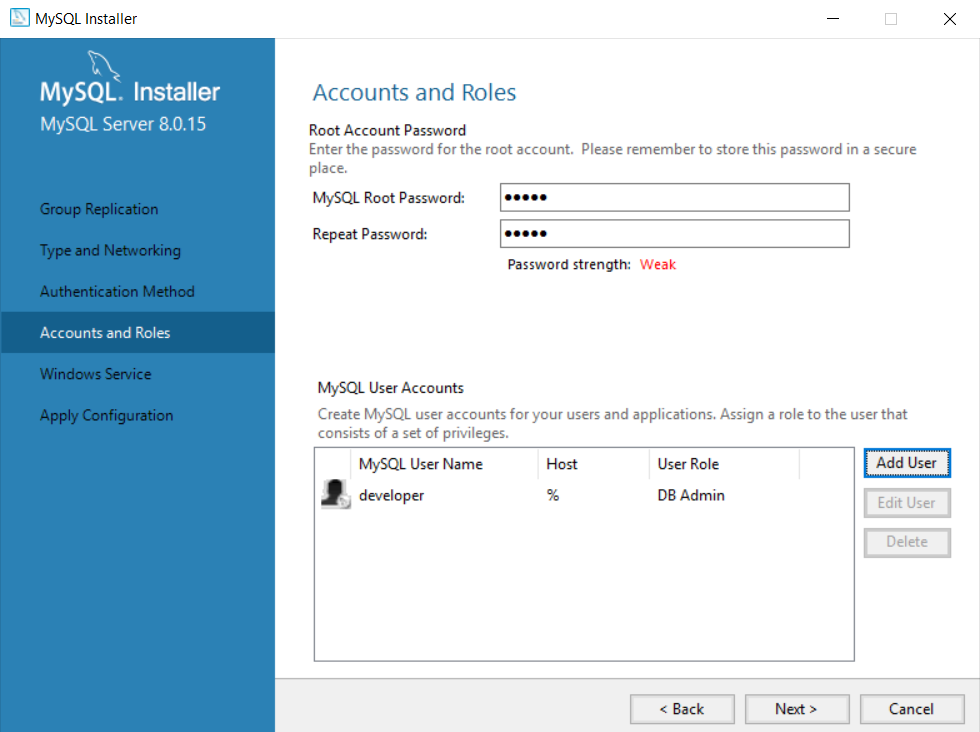 MySQL Installer
MySQL. Installer
MySQL Server 8.0.15
Group Replication
Type and Networking
Authentication Method
Accounts and Roles
Windows Service
Apply Configuration
Accounts and Roles
Root Account Password
Enter the password for the root account.  Please remember to store this password in a secure
place.
MySQL Root Password: ●●●●●
Repeat Password: ●●●●●
Password strength: Weak
MySQL User Accounts
Create MySQL user accounts for your users and applications. Assign a role to the user that
consists of a set of privileges.
MySQL User Name Host User Role
developer % DB Admin
Add User
Edit User
Delete
< Back Next > Cancel